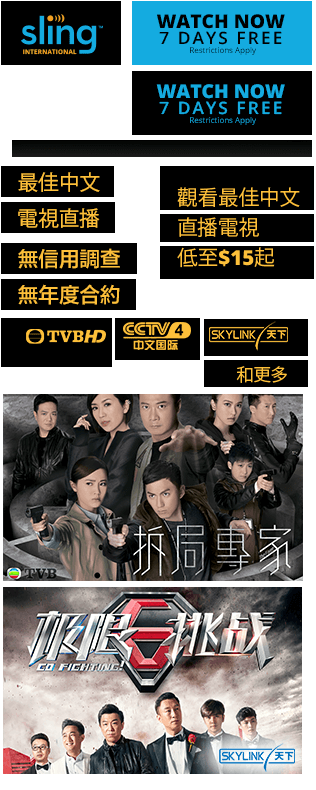 sling
INTERNATIONAL
WATCH NOW
7 DAYS FREE
Restrictions Apply
WATCH NOW
7 DAYS FREE
Restrictions Apply
最佳中文
電視直播
無信用調查
無年度合約
觀看最佳中文
直播電視
低至$15起
TVBHD
CCTV 4
中文国际
SKYLINK 天下
和更多
拆局專家
TVB
极限挑战
GO FIGHTING!
SKYLINK 天下